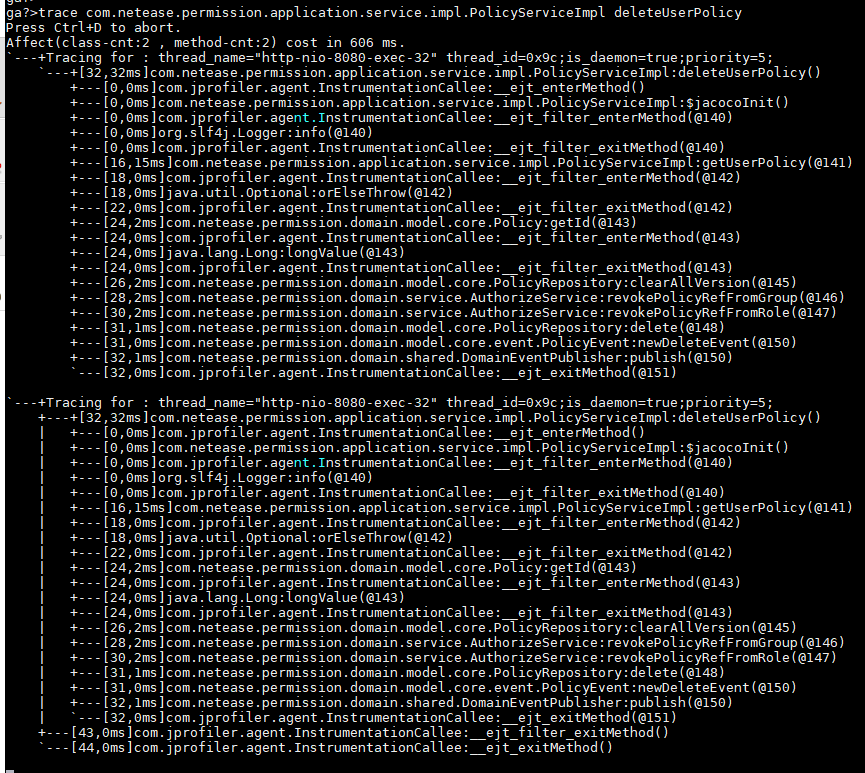 ga?>trace com.netease.permission.application.service.impl.PolicyServiceImpl deleteUserPolicy
Press Ctrl+D to abort.
Affect(class-cnt:2 , method-cnt:2) cost in 606 ms.
`---+Tracing for : thread_name="http-nio-8080-exec-32" thread_id=0x9c;is_daemon=true;priority=5;
    `---+[32,32ms]com.netease.permission.application.service.impl.PolicyServiceImpl:deleteUserPolicy()
        +---[0,0ms]com.jprofiler.agent.InstrumentationCallee:__ejt_enterMethod()
        +---[0,0ms]com.netease.permission.application.service.impl.PolicyServiceImpl:$jacocoInit()
        +---[0,0ms]com.jprofiler.agent.InstrumentationCallee:__ejt_filter_enterMethod(@140)
        +---[0,0ms]org.slf4j.Logger:info(@140)
        +---[0,0ms]com.jprofiler.agent.InstrumentationCallee:__ejt_filter_exitMethod(@140)
        +---[16,15ms]com.netease.permission.application.service.impl.PolicyServiceImpl:getUserPolicy(@141)
        +---[18,0ms]com.jprofiler.agent.InstrumentationCallee:__ejt_filter_enterMethod(@142)
        +---[18,0ms]java.util.Optional:orElseThrow(@142)
        +---[22,0ms]com.jprofiler.agent.InstrumentationCallee:__ejt_filter_exitMethod(@142)
        +---[24,2ms]com.netease.permission.domain.model.core.Policy:getId(@143)
        +---[24,0ms]com.jprofiler.agent.InstrumentationCallee:__ejt_filter_enterMethod(@143)
        +---[24,0ms]java.lang.Long:longValue(@143)
        +---[24,0ms]com.jprofiler.agent.InstrumentationCallee:__ejt_filter_exitMethod(@143)
        +---[26,2ms]com.netease.permission.domain.model.core.PolicyRepository:clearAllVersion(@145)
        +---[28,2ms]com.netease.permission.domain.service.AuthorizeService:revokePolicyRefFromGroup(@146)
        +---[30,2ms]com.netease.permission.domain.service.AuthorizeService:revokePolicyRefFromRole(@147)
        +---[31,1ms]com.netease.permission.domain.model.core.PolicyRepository:delete(@148)
        +---[31,0ms]com.netease.permission.domain.model.core.event.PolicyEvent:newDeleteEvent(@150)
        +---[32,1ms]com.netease.permission.domain.shared.DomainEventPublisher:publish(@150)
        `---[32,0ms]com.jprofiler.agent.InstrumentationCallee:__ejt_exitMethod(@151)
`---+Tracing for : thread_name="http-nio-8080-exec-32" thread_id=0x9c;is_daemon=true;priority=5;
    +---+[32,32ms]com.netease.permission.application.service.impl.PolicyServiceImpl:deleteUserPolicy()
    |   +---[0,0ms]com.jprofiler.agent.InstrumentationCallee:__ejt_enterMethod()
    |   +---[0,0ms]com.netease.permission.application.service.impl.PolicyServiceImpl:$jacocoInit()
    |   +---[0,0ms]com.jprofiler.agent.InstrumentationCallee:__ejt_filter_enterMethod(@140)
    |   +---[0,0ms]org.slf4j.Logger:info(@140)
    |   +---[0,0ms]com.jprofiler.agent.InstrumentationCallee:__ejt_filter_exitMethod(@140)
    |   +---[16,15ms]com.netease.permission.application.service.impl.PolicyServiceImpl:getUserPolicy(@141)
    |   +---[18,0ms]com.jprofiler.agent.InstrumentationCallee:__ejt_filter_enterMethod(@142)
    |   +---[18,0ms]java.util.Optional:orElseThrow(@142)
    |   +---[22,0ms]com.jprofiler.agent.InstrumentationCallee:__ejt_filter_exitMethod(@142)
    |   +---[24,2ms]com.netease.permission.domain.model.core.Policy:getId(@143)
    |   +---[24,0ms]com.jprofiler.agent.InstrumentationCallee:__ejt_filter_enterMethod(@143)
    |   +---[24,0ms]java.lang.Long:longValue(@143)
    |   +---[24,0ms]com.jprofiler.agent.InstrumentationCallee:__ejt_filter_exitMethod(@143)
    |   +---[26,2ms]com.netease.permission.domain.model.core.PolicyRepository:clearAllVersion(@145)
    |   +---[28,2ms]com.netease.permission.domain.service.AuthorizeService:revokePolicyRefFromGroup(@146)
    |   +---[30,2ms]com.netease.permission.domain.service.AuthorizeService:revokePolicyRefFromRole(@147)
    |   +---[31,1ms]com.netease.permission.domain.model.core.PolicyRepository:delete(@148)
    |   +---[31,0ms]com.netease.permission.domain.model.core.event.PolicyEvent:newDeleteEvent(@150)
    |   +---[32,1ms]com.netease.permission.domain.shared.DomainEventPublisher:publish(@150)
    |   `---[32,0ms]com.jprofiler.agent.InstrumentationCallee:__ejt_exitMethod(@151)
    +---[43,0ms]com.jprofiler.agent.InstrumentationCallee:__ejt_filter_exitMethod()
    `---[44,0ms]com.jprofiler.agent.InstrumentationCallee:__ejt_exitMethod()